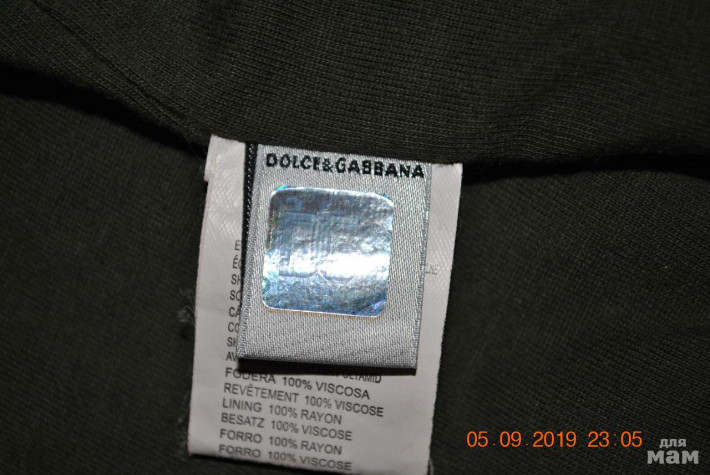 DOLCE&GABBANA
FODERA 100% VISCOSA
REVÊTEMENT 100% VISCOSE
LINING 100% RAYON
BESATZ 100% VISCOSE
FORRO 100% RAYON
FORRO 100% VISCOSE
05.09.2019 23:05
для
мам